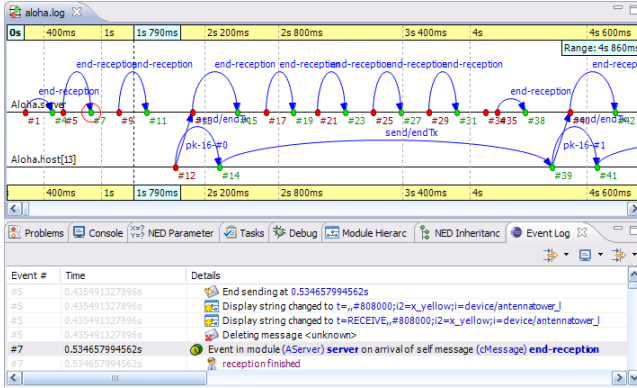 aloha.log
0s 400ms 1s 1s 790ms 2s 200ms 2s 800ms 3s 400ms 4s 4s 600ms
Range: 4s 860ms
end-reception end-reception end-reception end-reception end-reception end-reception end-recep
end-reception end-reception
Aloha.server
#1 #4 #5 #7 #9 #11 #15 #17 #19 #21 #23 #25 #27 #29 #31 #35 #38 #40 #42
send/endTx send/endTx send/endTx
pk-16-#0 pk-16-#1
Aloha.host[13]
#12 #14 #39 #41
400ms 1s 1s 790ms 2s 200ms 2s 800ms 3s 400ms 4s 4s 600ms
Problems Console NED Parameter Tasks Debug Module Hierarc NED Inheritanc Event Log
Event # Time Details
#5 0.435491327896s End sending at 0.534657994562s
#5 0.435491327896s Display string changed to t=,,#808000;i2=x_yellow;i=device/antennatower_l
#5 0.435491327896s Display string changed to t=RECEIVE,,#808000;i2=x_yellow;i=device/antennatower_l
#5 0.435491327896s Deleting message <unknown>
#7 0.534657994562s Event in module (AServer) server on arrival of self message (cMessage) end-reception
#7 0.534657994562s reception finished